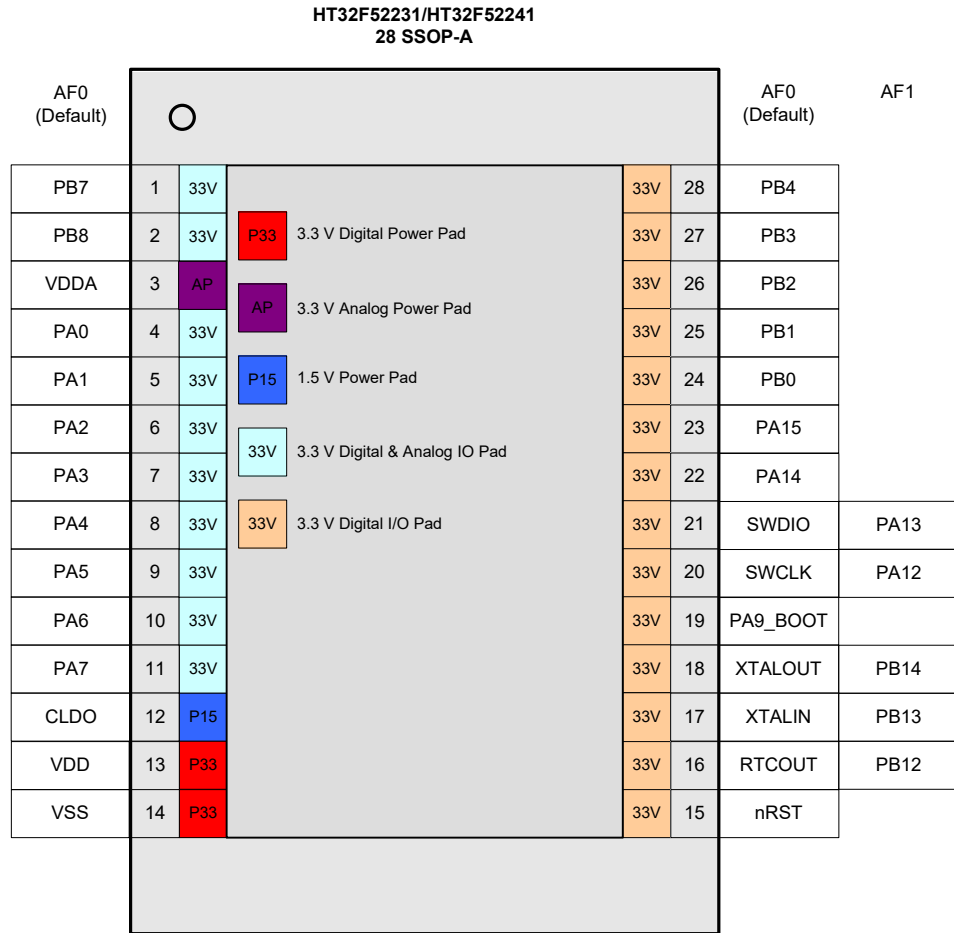 HT32F52231/HT32F52241
28 SSOP-A
AF0
(Default)
AF0
(Default)
AF1
PB7 1 33V 33V 28 PB4
PB8 2 33V P33 3.3 V Digital Power Pad 33V 27 PB3
VDDA 3 AP 33V 26 PB2
AP 3.3 V Analog Power Pad
PA0 4 33V 33V 25 PB1
PA1 5 33V P15 1.5 V Power Pad 33V 24 PB0
PA2 6 33V 33V 23 PA15
33V 3.3 V Digital & Analog IO Pad
PA3 7 33V 33V 22 PA14
PA4 8 33V 33V 3.3 V Digital I/O Pad 33V 21 SWDIO PA13
PA5 9 33V 33V 20 SWCLK PA12
PA6 10 33V 33V 19 PA9_BOOT
PA7 11 33V 33V 18 XTALOUT PB14
CLDO 12 P15 33V 17 XTALIN PB13
VDD 13 P33 33V 16 RTCOUT PB12
VSS 14 P33 33V 15 nRST